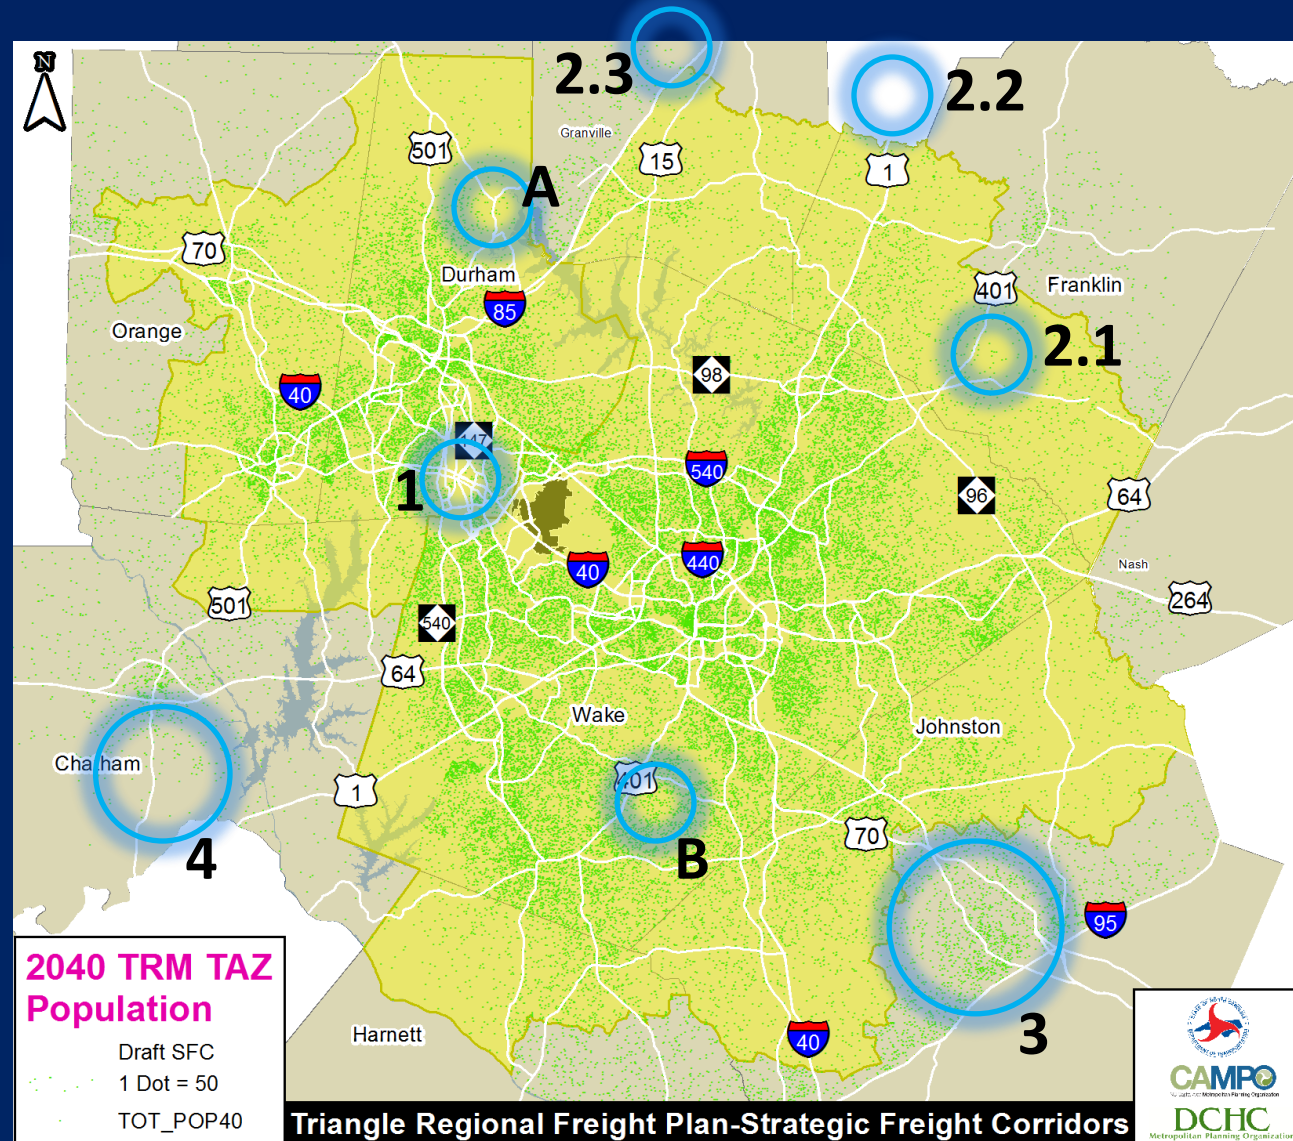 N
2.3
2.2
Granville
501
15
1
A
70
Durham
401
Franklin
85
Orange
2.1
98
40
147
540
1
96
64
40
440
Nash
501
264
540
64
Wake
Johnston
Chatham
401
1
70
4
B
95
2040 TRM TAZ
Population
Draft SFC
1 Dot = 50
TOT_POP40
Harnett
40
3
Triangle Regional Freight Plan-Strategic Freight Corridors
CAMPO
Metropolitan Planning Organization
DCHC
Metropolitan Planning Organization